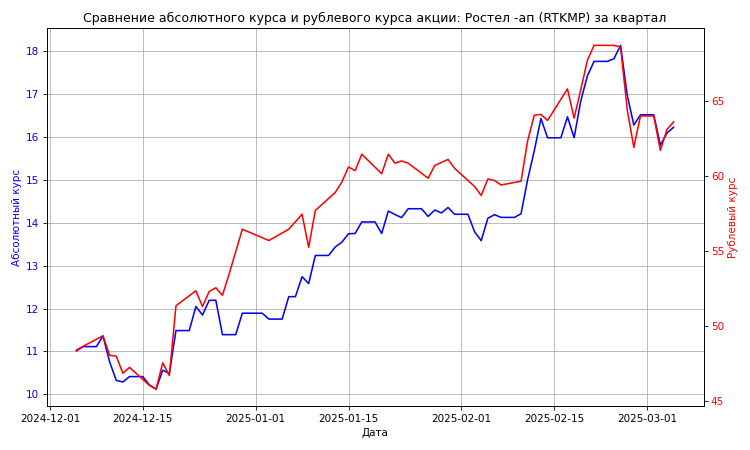 Сравнение абсолютного курса и рублевого курса акции: Ростел -ап (RTKMP) за квартал
Абсолютный курс
18
17
16
15
14
13
12
11
10
65
60
55
50
45
Рублевый курс
2024-12-01 2024-12-15 2025-01-01 2025-01-15 2025-02-01 2025-02-15 2025-03-01
Дата